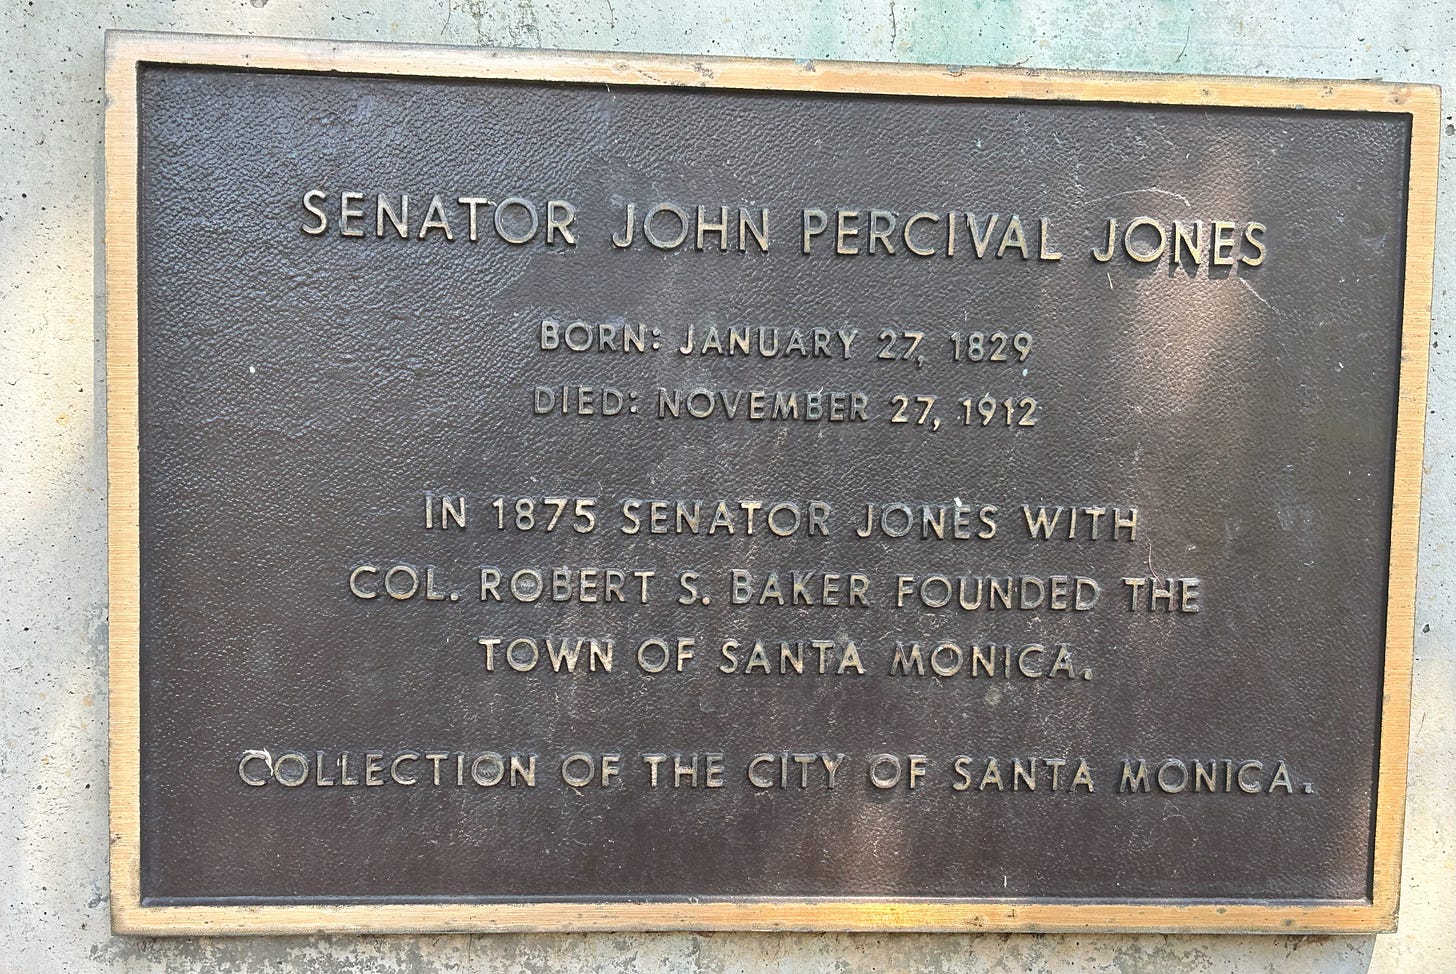 SENATOR JOHN PERCIVAL JONES
BORN: JANUARY 27, 1829
DIED: NOVEMBER 27, 1912
IN 1875 SENATOR JONES WITH
COL. ROBERT S. BAKER FOUNDED THE
TOWN OF SANTA MONICA.
COLLECTION OF THE CITY OF SANTA MONICA.